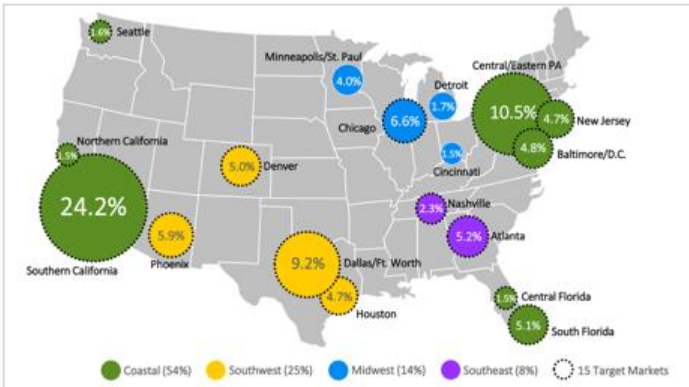 1.6%
Seattle
Minneapolis/St. Paul
4.0%
Detroit
1.7%
Central/Eastern PA
10.5%
4.7%
New Jersey
Chicago
6.6%
4.8%
Baltimore/D.C.
Northern California
1.5%
5.0%
Denver
1.5%
Cincinnati
24.2%
Southern California
5.9%
Phoenix
Nashville
2.3%
5.2%
Atlanta
9.2%
Dallas/Ft. Worth
4.7%
Houston
1.5%
Central Florida
5.1%
South Florida
Coastal (54%)
Southwest (25%)
Midwest (14%)
Southeast (8%)
15 Target Markets